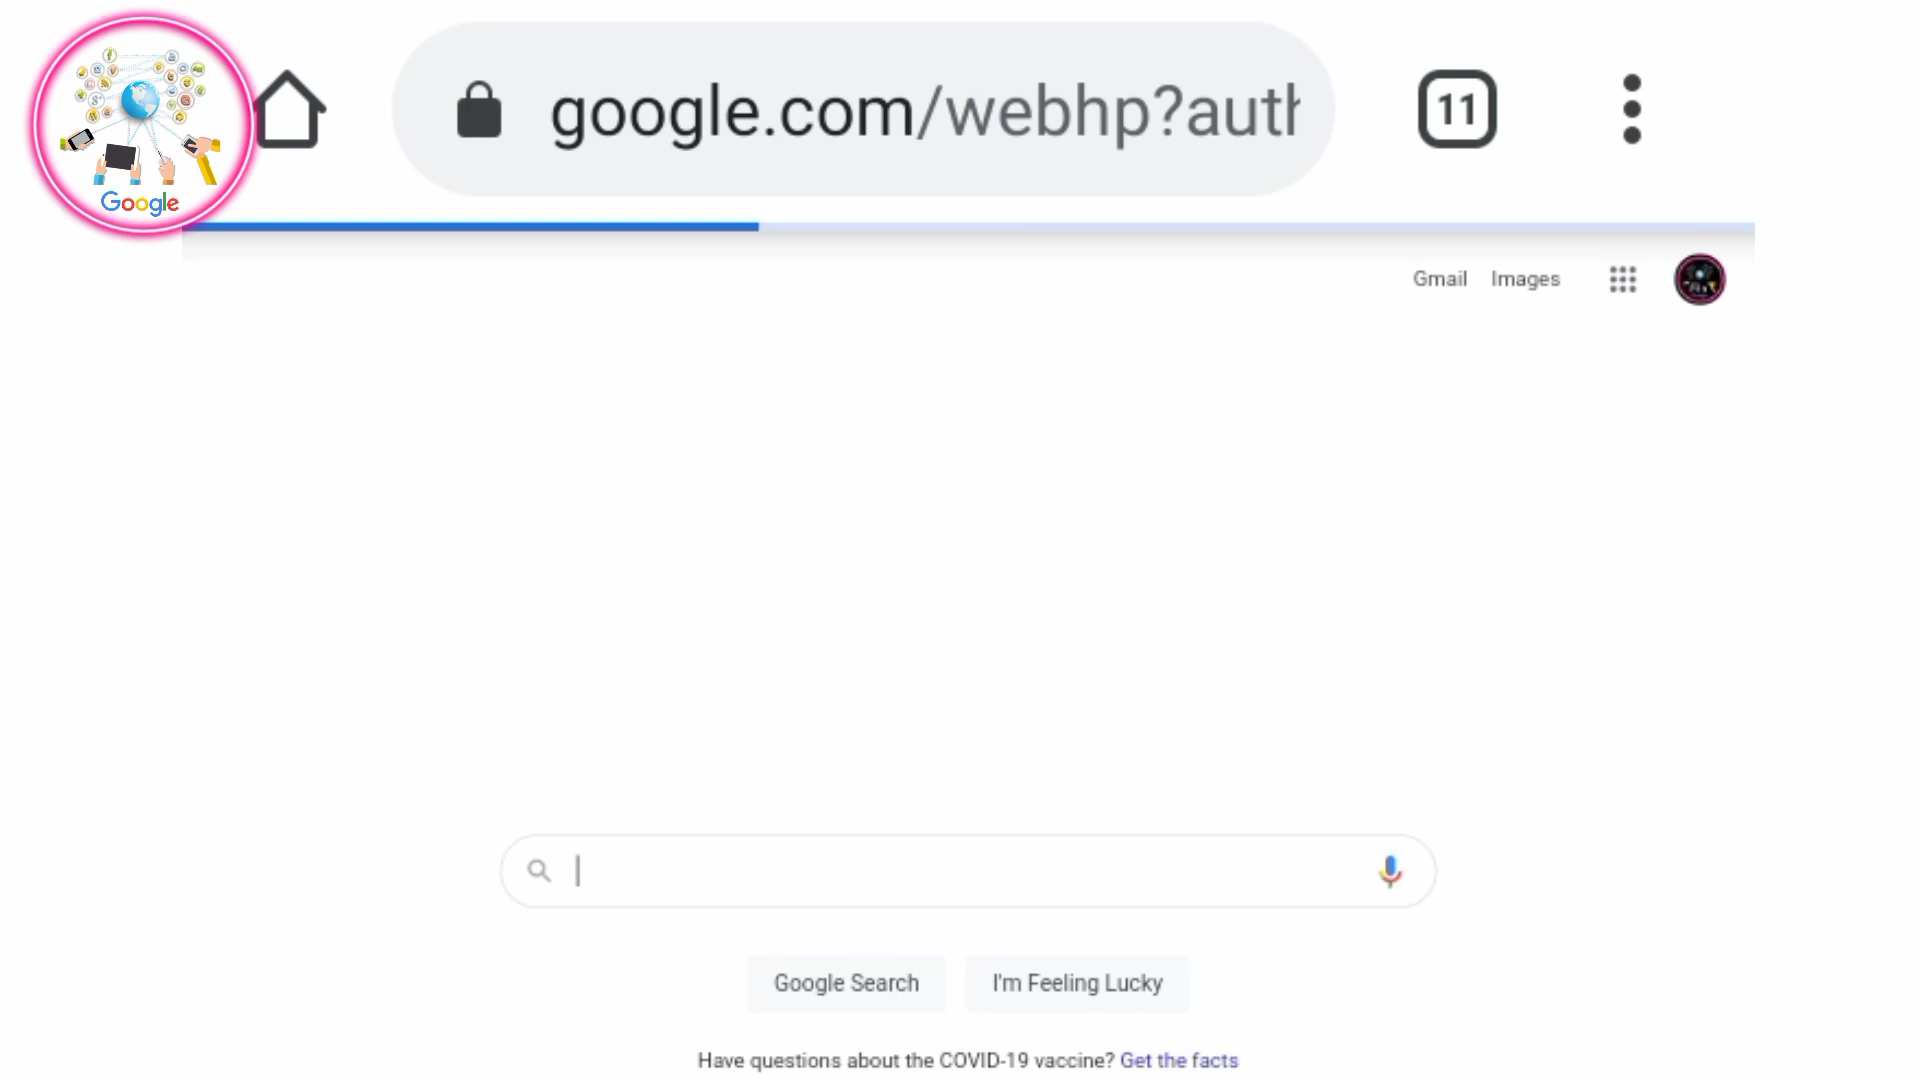 Google
google.com/webhp?auth
11
Gmail Images
Google Search I'm Feeling Lucky
Have questions about the COVID-19 vaccine? Get the facts